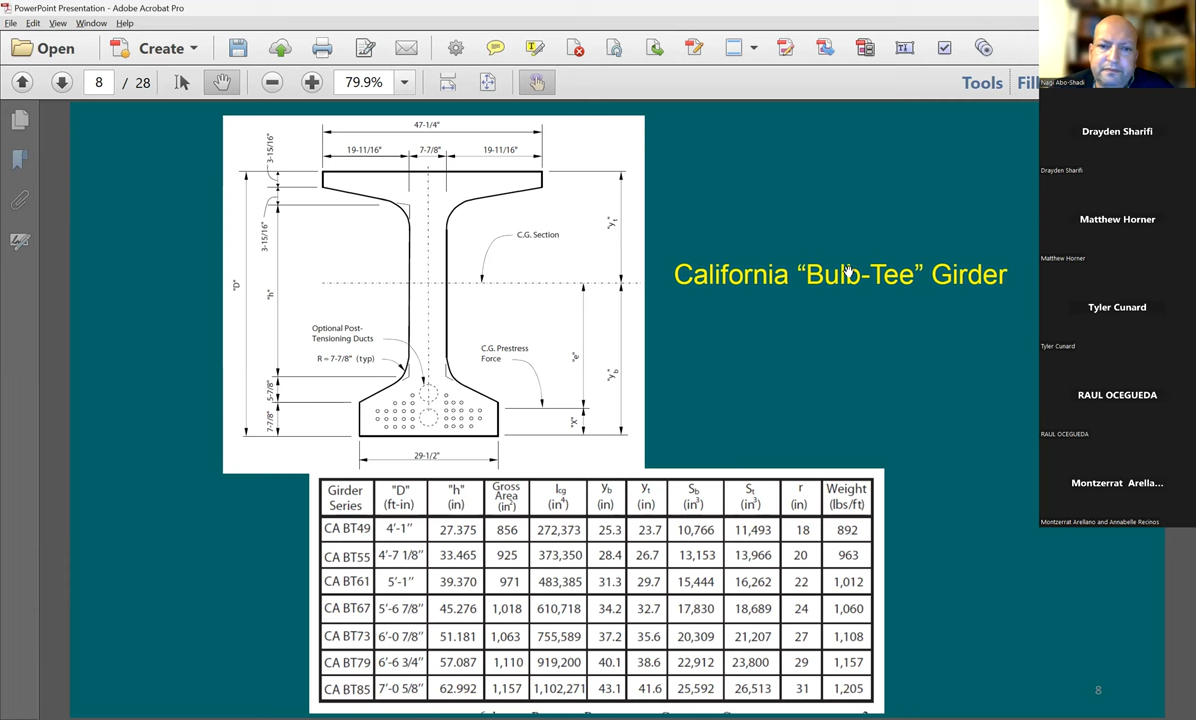 PowerPoint Presentation - Adobe Acrobat Pro
File Edit View Window Help
Open Create
8 / 28 79.9% Tools Fil
Nagi Abo-Shadi
Drayden Sharifi
Drayden Sharifi
Matthew Horner
Matthew Horner
Tyler Cunard
Tyler Cunard
RAUL OCEGUEDA
RAUL OCEGUEDA
Montzerrat Arella...
Montzerrat Arellano and Annabelle Recinos
47-1/4"
19-11/16" 7-7/8" 19-11/16"
3-15/16"
3-15/16"
"D"
"h"
"yt"
C.G. Section
Optional Post-
Tensioning Ducts
R = 7-7/8" (typ)
C.G. Prestress
Force
"e"
"yb"
"X"
5-7/8"
7-7/8"
29-1/2"
California “Bulb-Tee” Girder
Girder Series "D" (ft-in) "h" (in) Gross Area (in²) Icg (in⁴) yb (in) yt (in) Sb (in³) St (in³) r (in) Weight (lbs/ft)
CA BT49 4'-1" 27.375 856 272,373 25.3 23.7 10,766 11,493 18 892
CA BT55 4'-7 1/8" 33.465 925 373,350 28.4 26.7 13,153 13,966 20 963
CA BT61 5'-1" 39.370 971 483,385 31.3 29.7 15,444 16,262 22 1,012
CA BT67 5'-6 7/8" 45.276 1,018 610,718 34.2 32.7 17,830 18,689 24 1,060
CA BT73 6'-0 7/8" 51.181 1,063 755,589 37.2 35.6 20,309 21,207 27 1,108
CA BT79 6'-6 3/4" 57.087 1,110 919,200 40.1 38.6 22,912 23,800 29 1,157
CA BT85 7'-0 5/8" 62.992 1,157 1,102,271 43.1 41.6 25,592 26,513 31 1,205
8